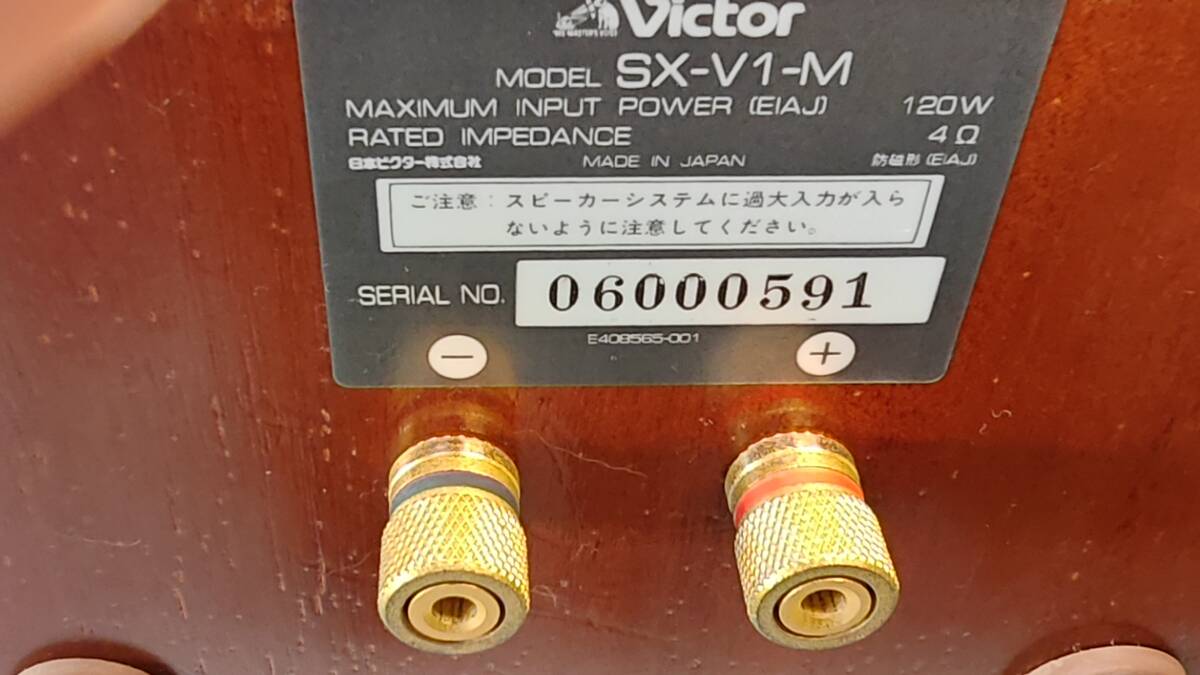 HIS MASTER'S VOICE
Victor
MODEL SX-V1-M
MAXIMUM INPUT POWER (EIAJ) 120W
RATED IMPEDANCE 4Ω
日本ビクター株式会社 MADE IN JAPAN 防磁形 (EIAJ)
ご注意：スピーカーシステムに過大入力が入ら
ないように注意してください。
SERIAL NO. 06000591
E408565-001
− +